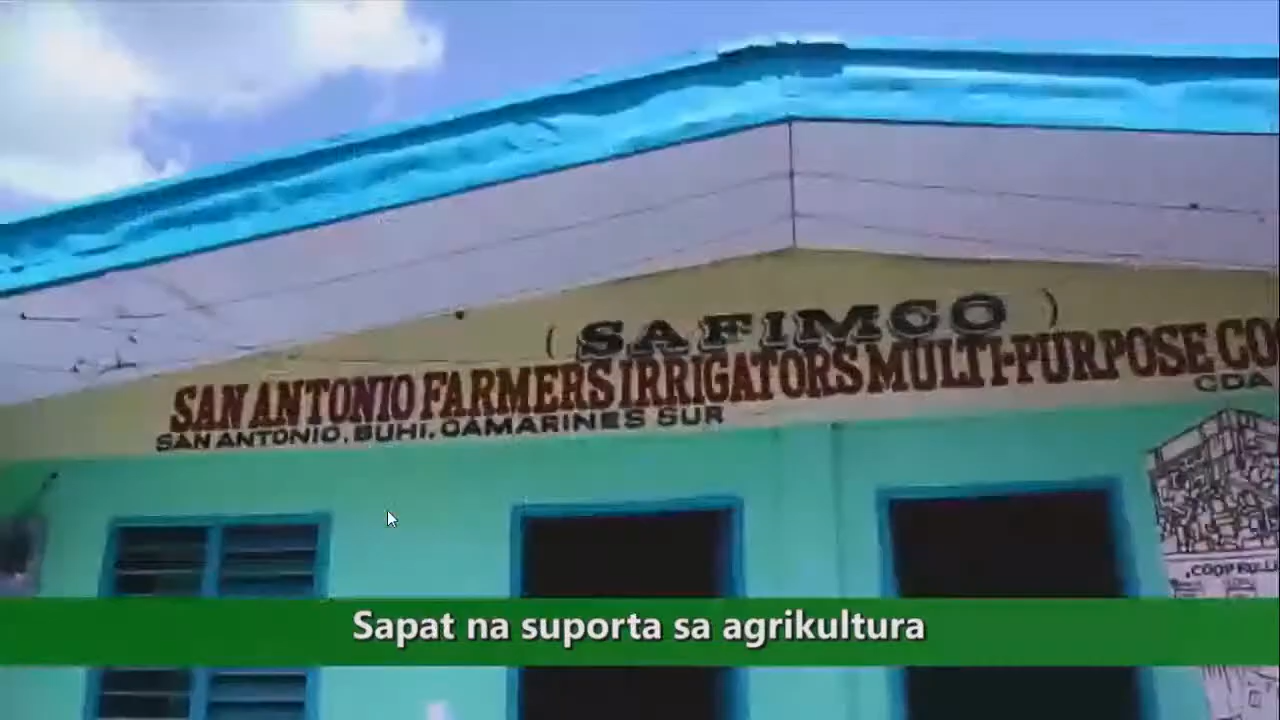 ( SAFIMCO )
SAN ANTONIO FARMERS IRRIGATORS MULTI-PURPOSE CO
CDA
SAN ANTONIO, BUHI, CAMARINES SUR
Sapat na suporta sa agrikultura